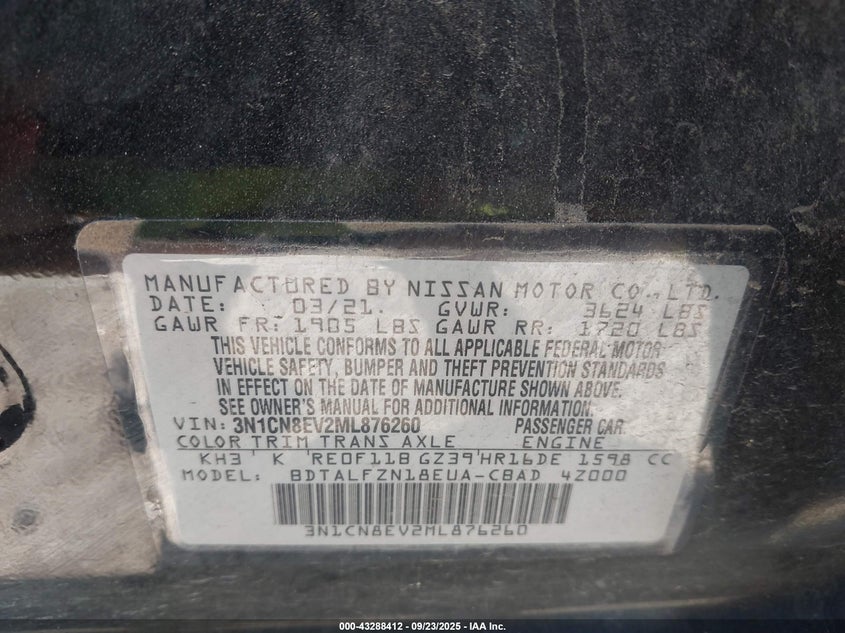 MANUFACTURED BY NISSAN MOTOR CO., LTD.
DATE: 03/21. GVWR: 3624 LBS
GAWR FR: 1905 LBS GAWR RR: 1720 LBS
THIS VEHICLE CONFORMS TO ALL APPLICABLE FEDERAL MOTOR
VEHICLE SAFETY, BUMPER AND THEFT PREVENTION STANDARDS
IN EFFECT ON THE DATE OF MANUFACTURE SHOWN ABOVE.
SEE OWNER'S MANUAL FOR ADDITIONAL INFORMATION.
VIN: 3N1CN8EV2ML876260 PASSENGER CAR
COLOR TRIM TRANS AXLE ENGINE
KH3 K RE0F11B GZ39 HR16DE 1598 CC
MODEL: BDTALFZN18EUA-CBAD 4Z000
3N1CN8EV2ML876260
000-43288412 - 09/23/2025 - IAA Inc.